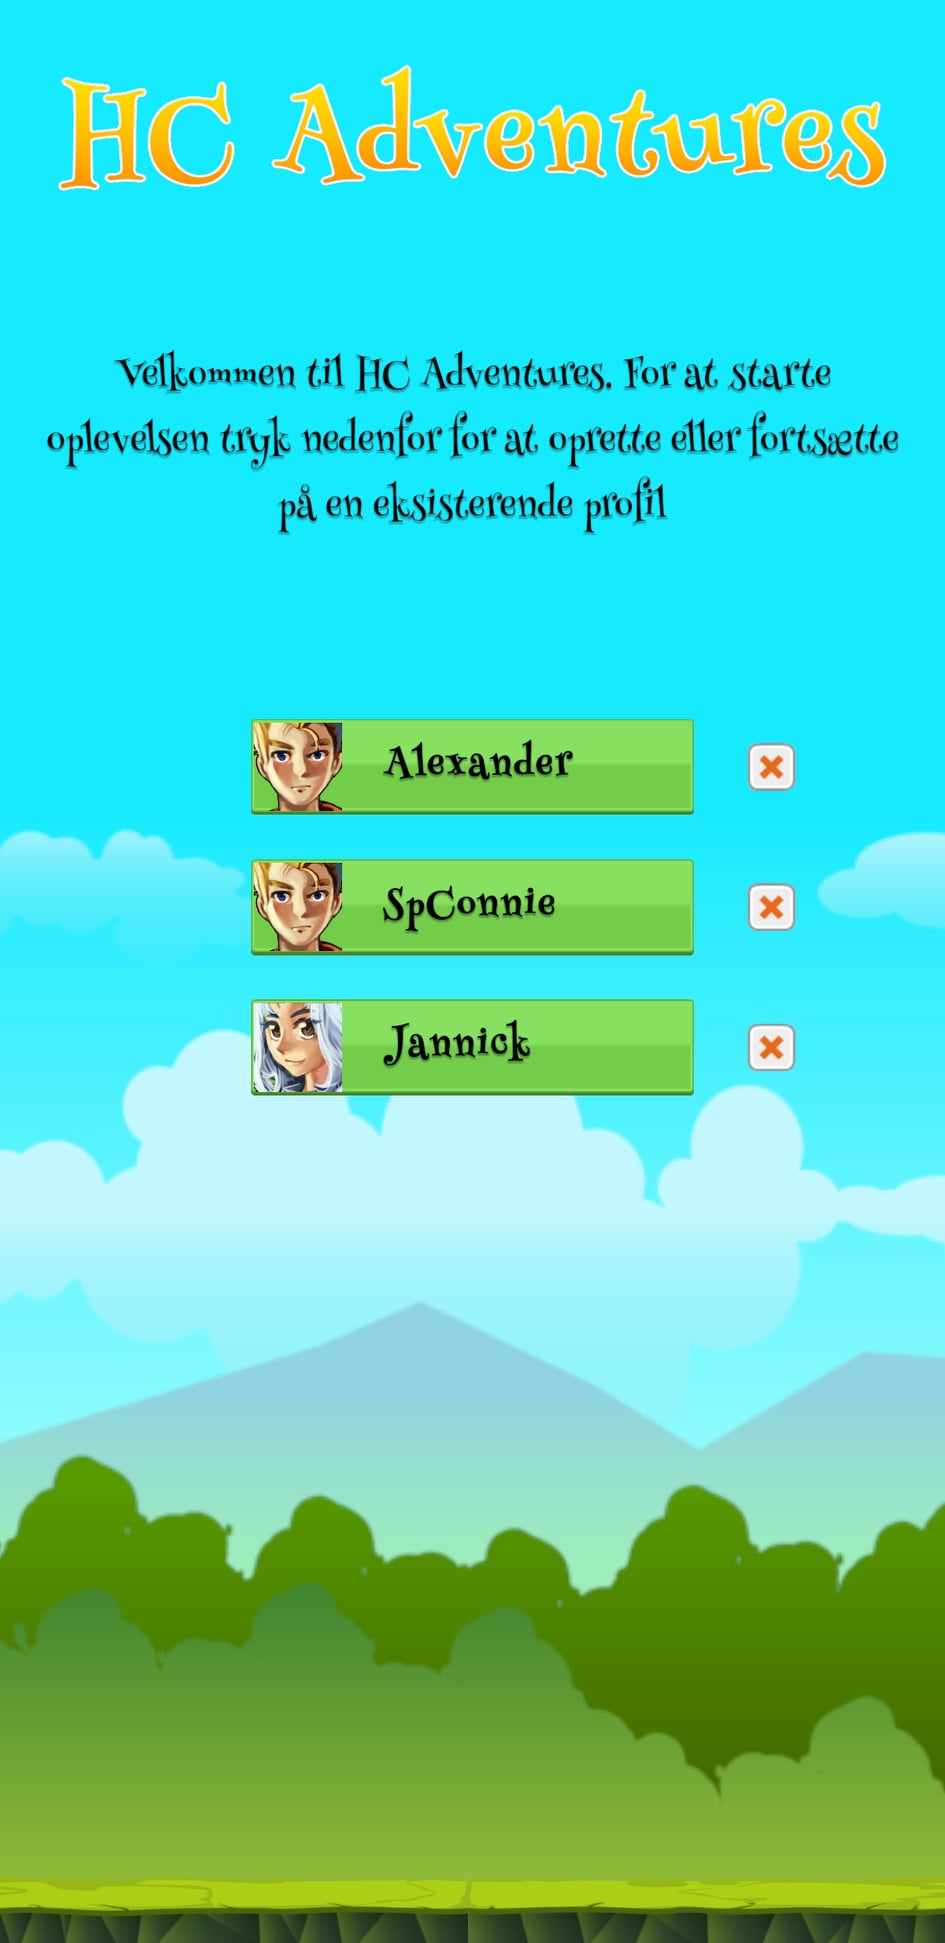 HC Adventures
Velkommen til HC Adventures. For at starte
oplevelsen tryk nedenfor for at oprette eller fortsætte
på en eksisterende profil
Alexander
SpConnie
Jannick